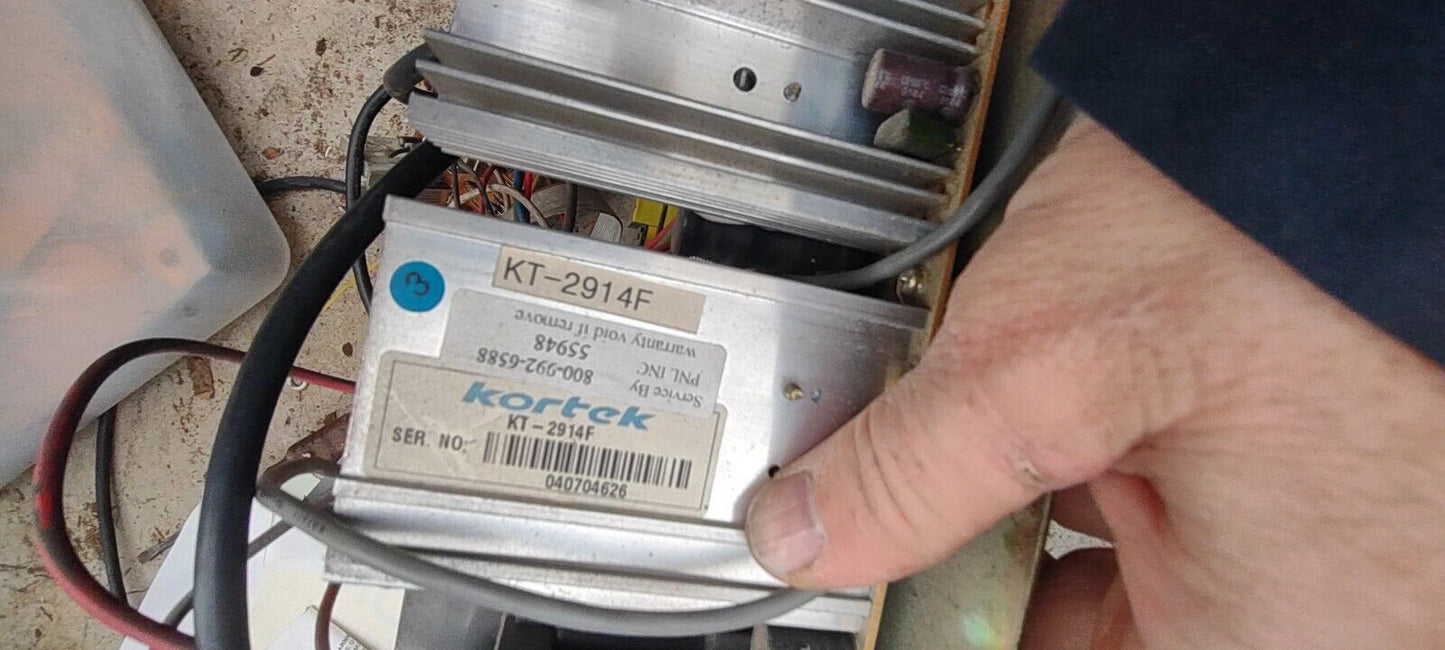 3
KT-2914F
Service By
PNL INC
800-992-6588
55948
warranty void if remove
kortek
KT-2914F
SER. NO.
040704626